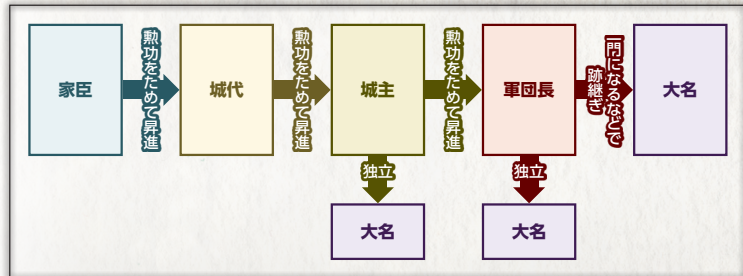 家臣
勲功をためて昇進
城代
勲功をためて昇進
城主
勲功をためて昇進
軍団長
一門になるなどで
跡継ぎ
大名
独立
独立
大名
大名